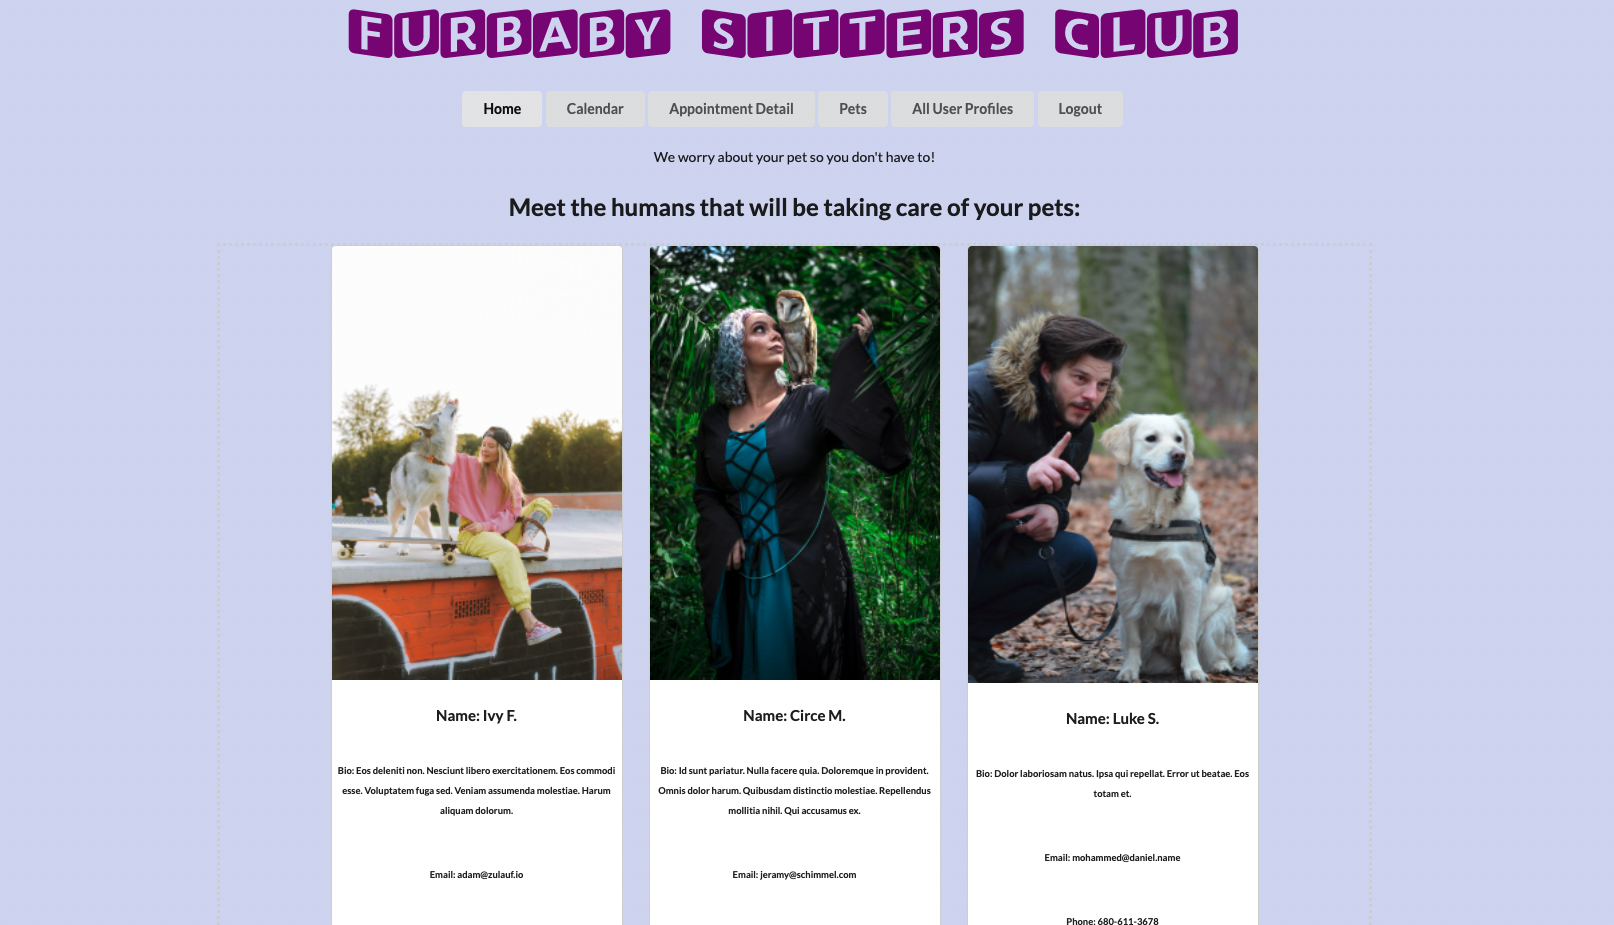 FURBABY SITTERS CLUB
Home Calendar Appointment Detail Pets All User Profiles Logout
We worry about your pet so you don't have to!
Meet the humans that will be taking care of your pets:
Name: Ivy F.
Bio: Eos deleniti non. Nesciunt libero exercitationem. Eos commodi
esse. Voluptatem fuga sed. Veniam assumenda molestiae. Harum
aliquam dolorum.
Email: adam@zulauf.io
Name: Circe M.
Bio: Id sunt pariatur. Nulla facere quia. Doloremque in provident.
Omnis dolor harum. Quibusdam distinctio molestiae. Repellendus
mollitia nihil. Qui accusamus ex.
Email: jeramy@schimmel.com
Name: Luke S.
Bio: Dolor laboriosam natus. Ipsa qui repellat. Error ut beatae. Eos
totam et.
Email: mohammed@daniel.name
Phone: 680-611-3678